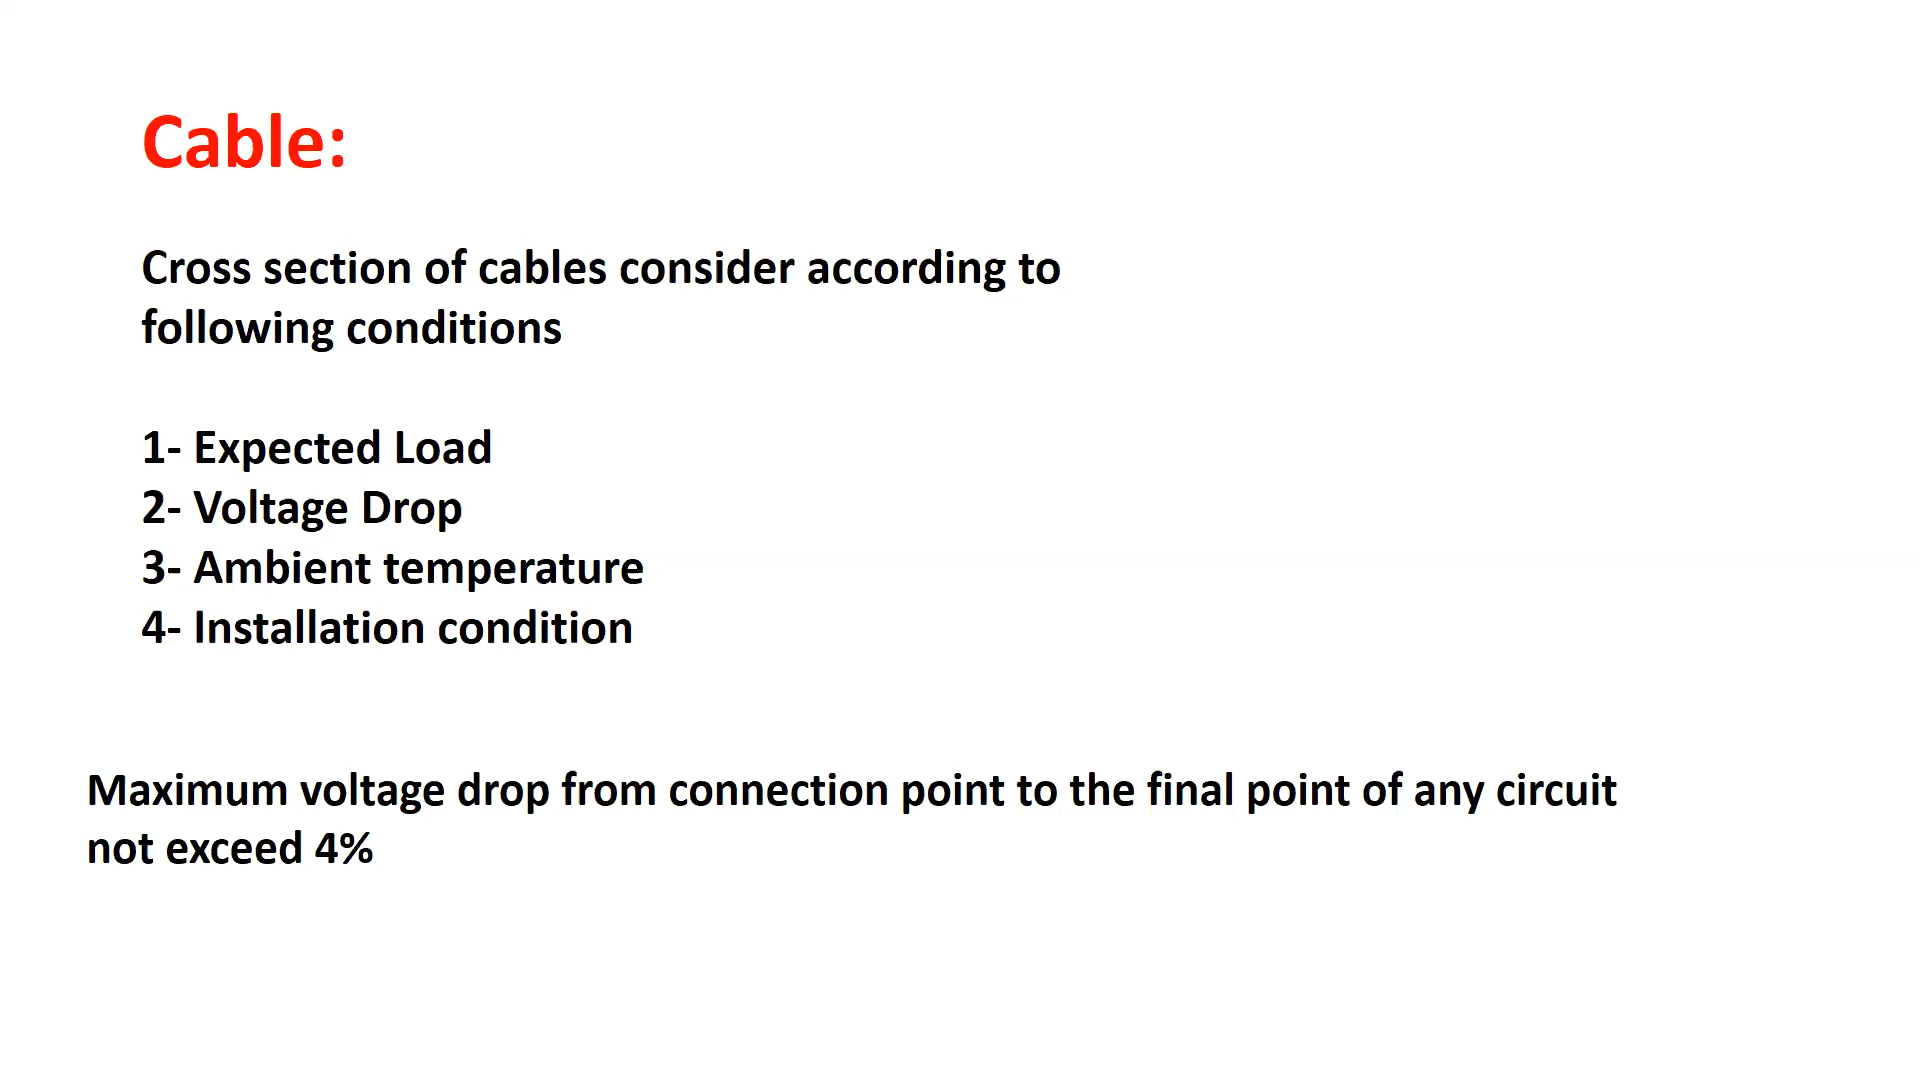 Cable:
Cross section of cables consider according to
following conditions
1- Expected Load
2- Voltage Drop
3- Ambient temperature
4- Installation condition
Maximum voltage drop from connection point to the final point of any circuit
not exceed 4%